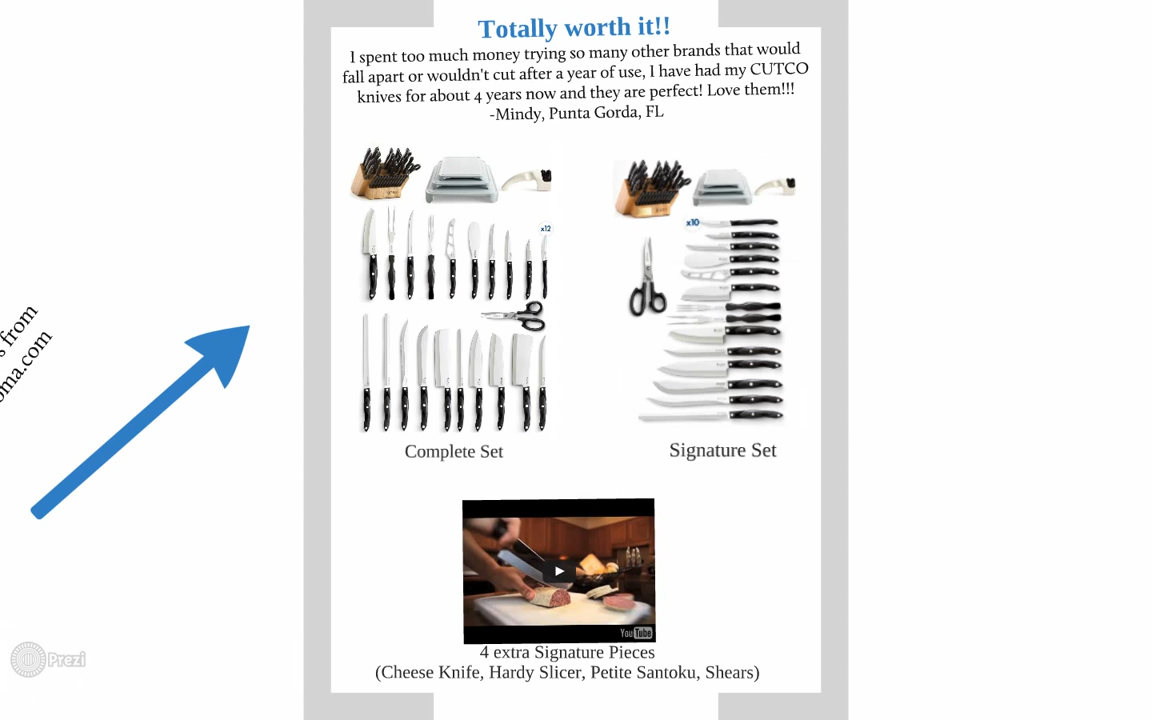 Totally worth it!!
I spent too much money trying so many other brands that would
fall apart or wouldn't cut after a year of use, I have had my CUTCO
knives for about 4 years now and they are perfect! Love them!!!
-Mindy, Punta Gorda, FL
x12
x10
s from
oma.com
Complete Set
Signature Set
YouTube
4 extra Signature Pieces
(Cheese Knife, Hardy Slicer, Petite Santoku, Shears)
Prezi